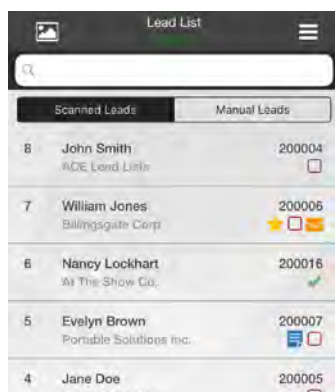 Lead List
Scanned Leads Manual Leads
8 John Smith 200004
ACE Lead Lists
7 William Jones 200006
Billingsgate Corp
6 Nancy Lockhart 200016
At The Show Co.
5 Evelyn Brown 200007
Portable Solutions Inc.
4 Jane Doe 200005